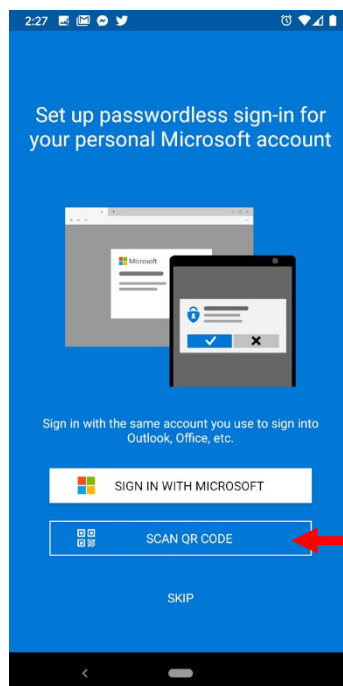 2:27
Set up passwordless sign-in for
your personal Microsoft account
Microsoft
Sign in with the same account you use to sign into
Outlook, Office, etc.
SIGN IN WITH MICROSOFT
SCAN QR CODE
SKIP